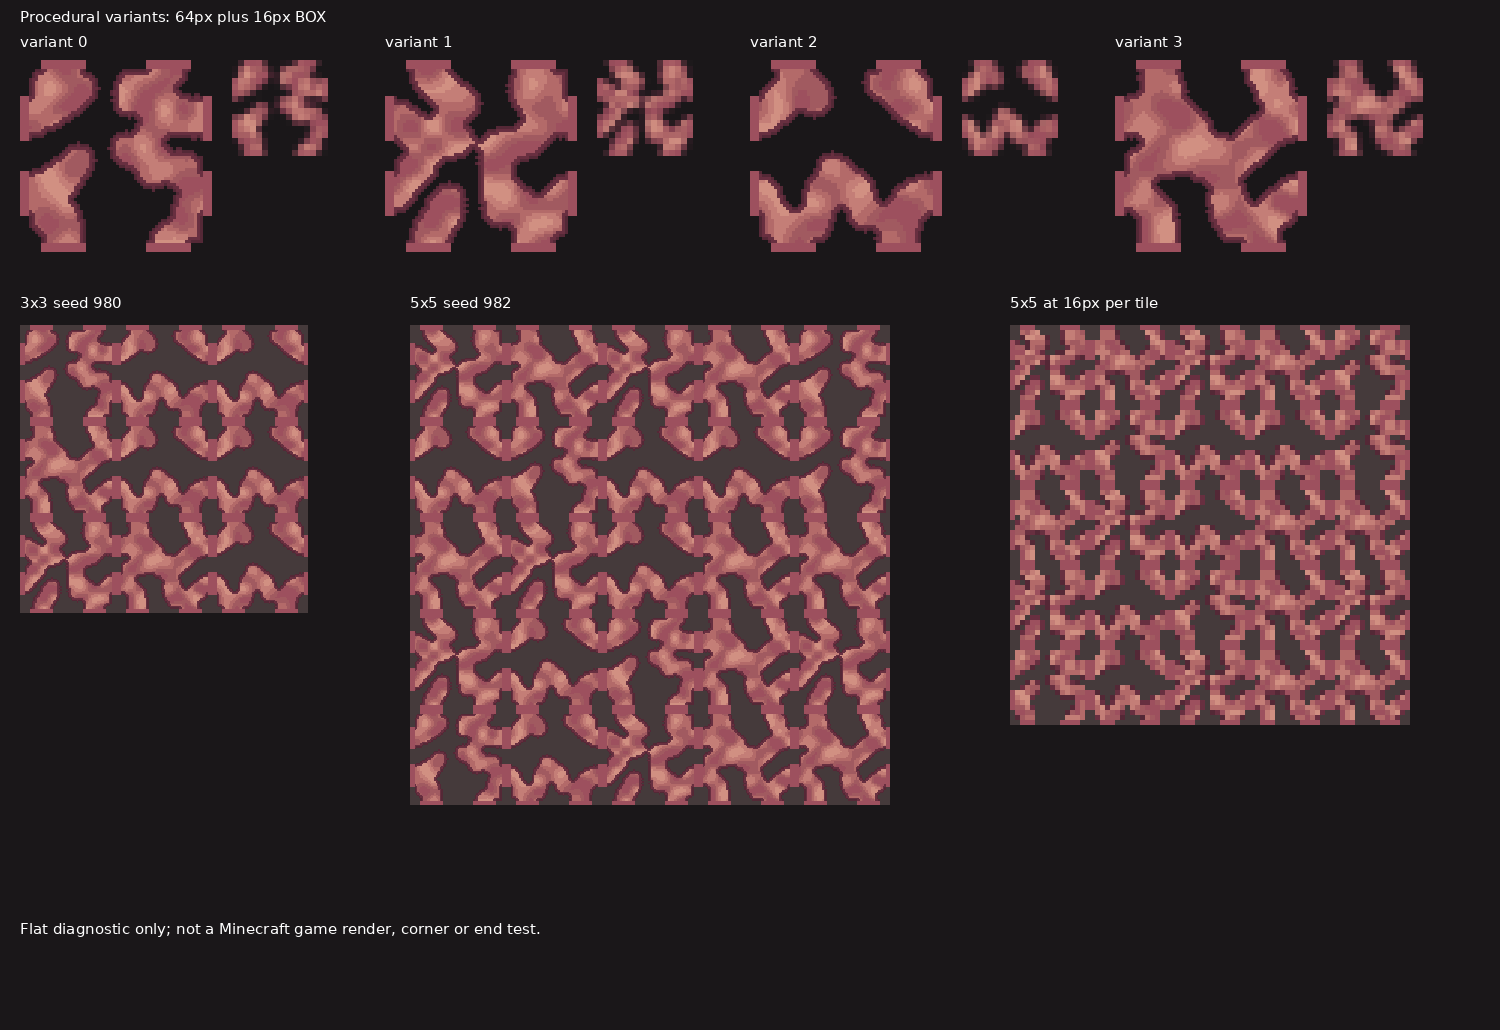 Procedural variants: 64px plus 16px BOX
variant 0
variant 1
variant 2
variant 3
3x3 seed 980
5x5 seed 982
5x5 at 16px per tile
Flat diagnostic only; not a Minecraft game render, corner or end test.